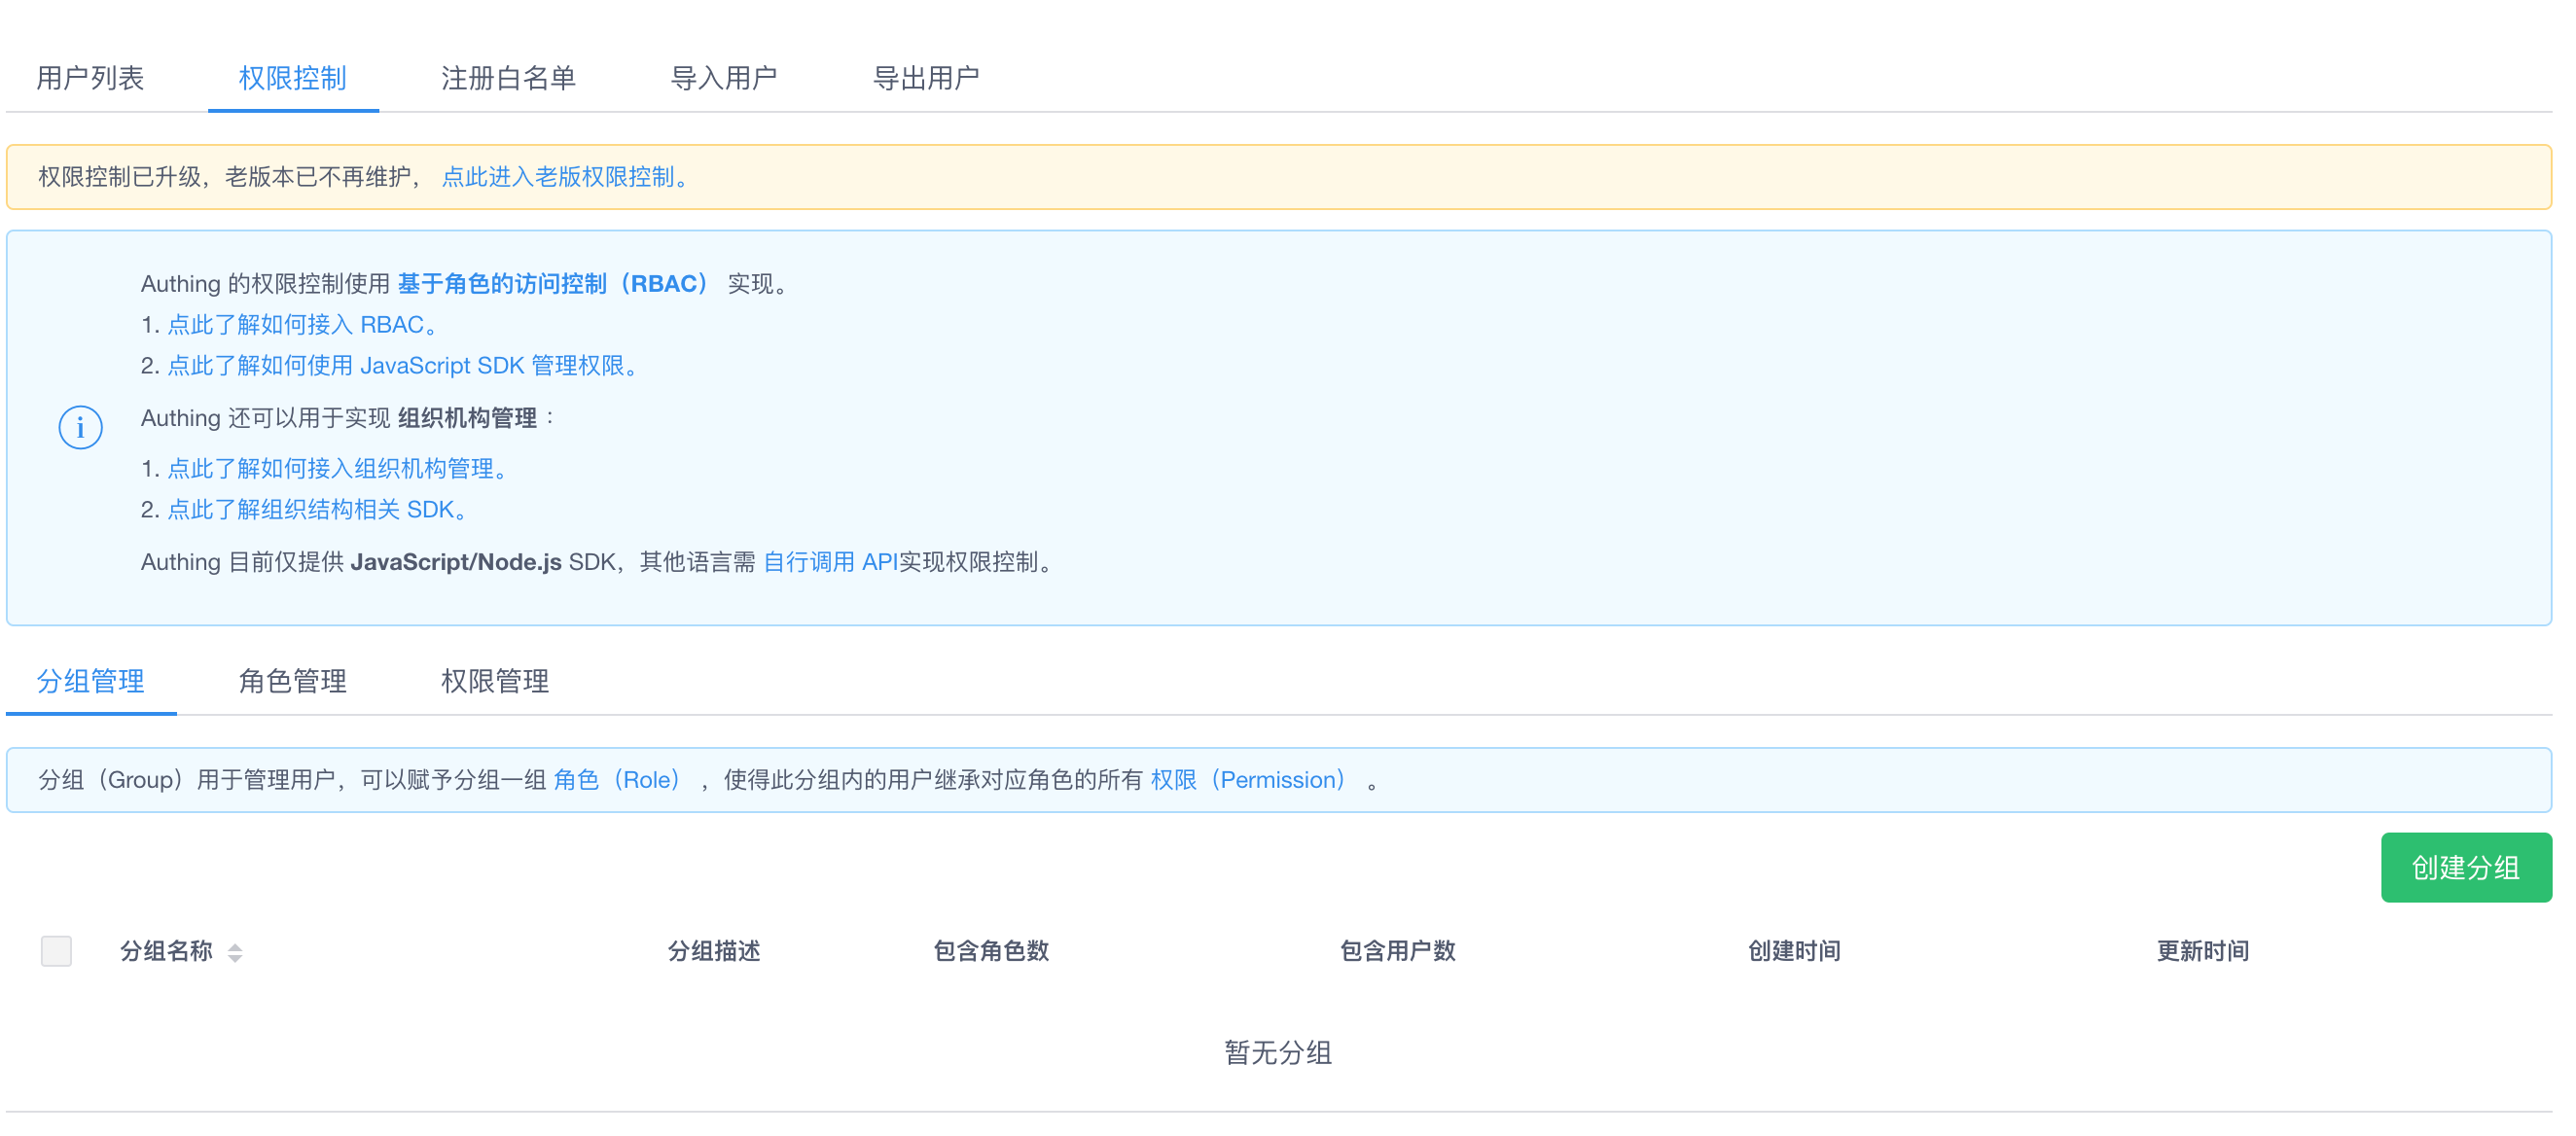 用户列表 权限控制 注册白名单 导入用户 导出用户
权限控制已升级，老版本已不再维护， 点此进入老版权限控制。
Authing 的权限控制使用 基于角色的访问控制（RBAC） 实现。
1. 点此了解如何接入 RBAC。
2. 点此了解如何使用 JavaScript SDK 管理权限。
Authing 还可以用于实现 组织机构管理 ：
1. 点此了解如何接入组织机构管理。
2. 点此了解组织结构相关 SDK。
Authing 目前仅提供 JavaScript/Node.js SDK，其他语言需 自行调用 API实现权限控制。
分组管理 角色管理 权限管理
分组（Group）用于管理用户，可以赋予分组一组 角色（Role） ，使得此分组内的用户继承对应角色的所有 权限（Permission） 。
创建分组
分组名称 分组描述 包含角色数 包含用户数 创建时间 更新时间
暂无分组